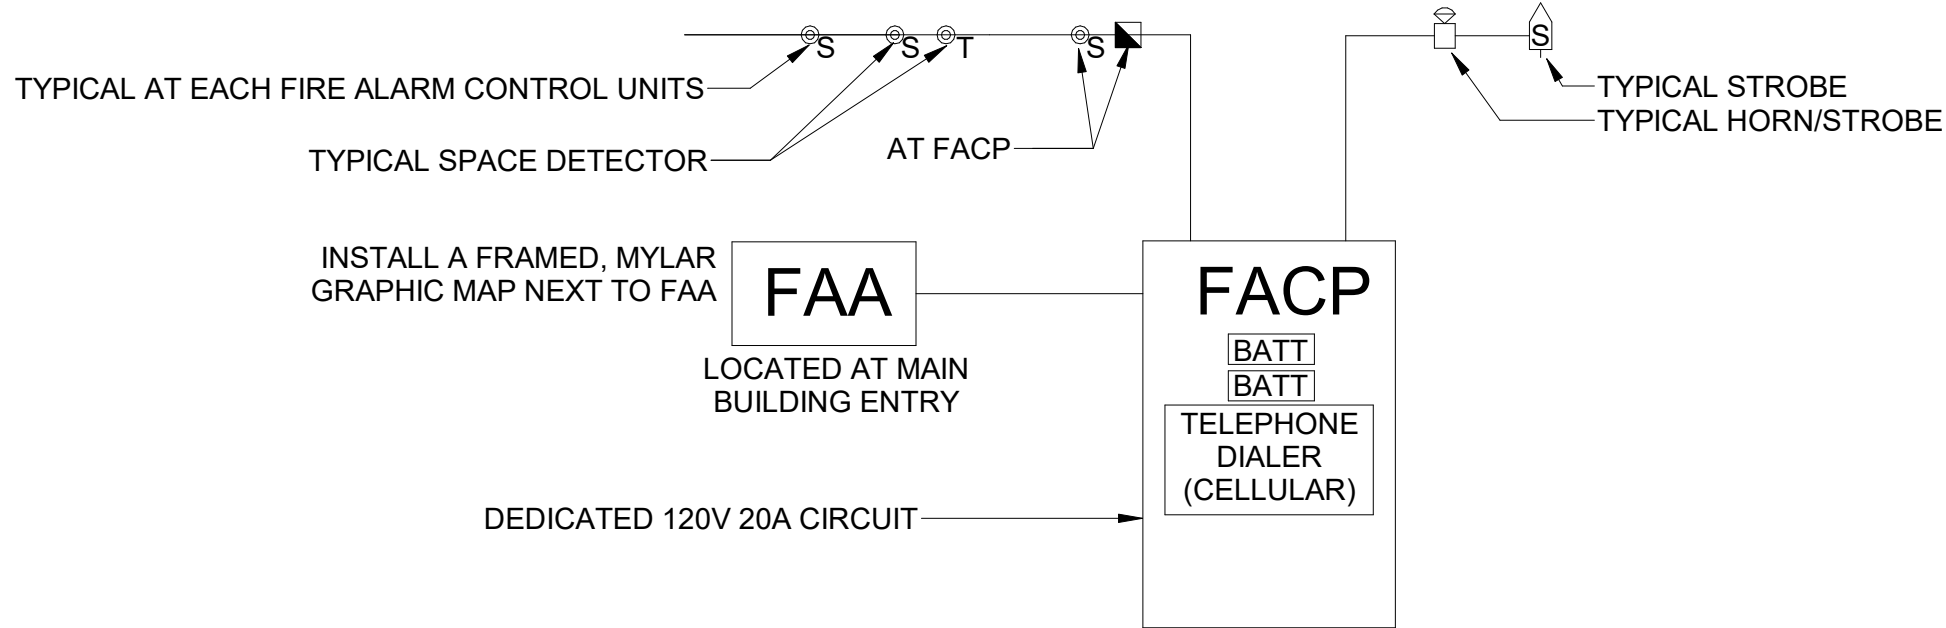 S
S
T
S
S
TYPICAL AT EACH FIRE ALARM CONTROL UNITS
TYPICAL STROBE
TYPICAL HORN/STROBE
TYPICAL SPACE DETECTOR
AT FACP
INSTALL A FRAMED, MYLAR
GRAPHIC MAP NEXT TO FAA
FAA
LOCATED AT MAIN
BUILDING ENTRY
FACP
BATT
BATT
TELEPHONE
DIALER
(CELLULAR)
DEDICATED 120V 20A CIRCUIT